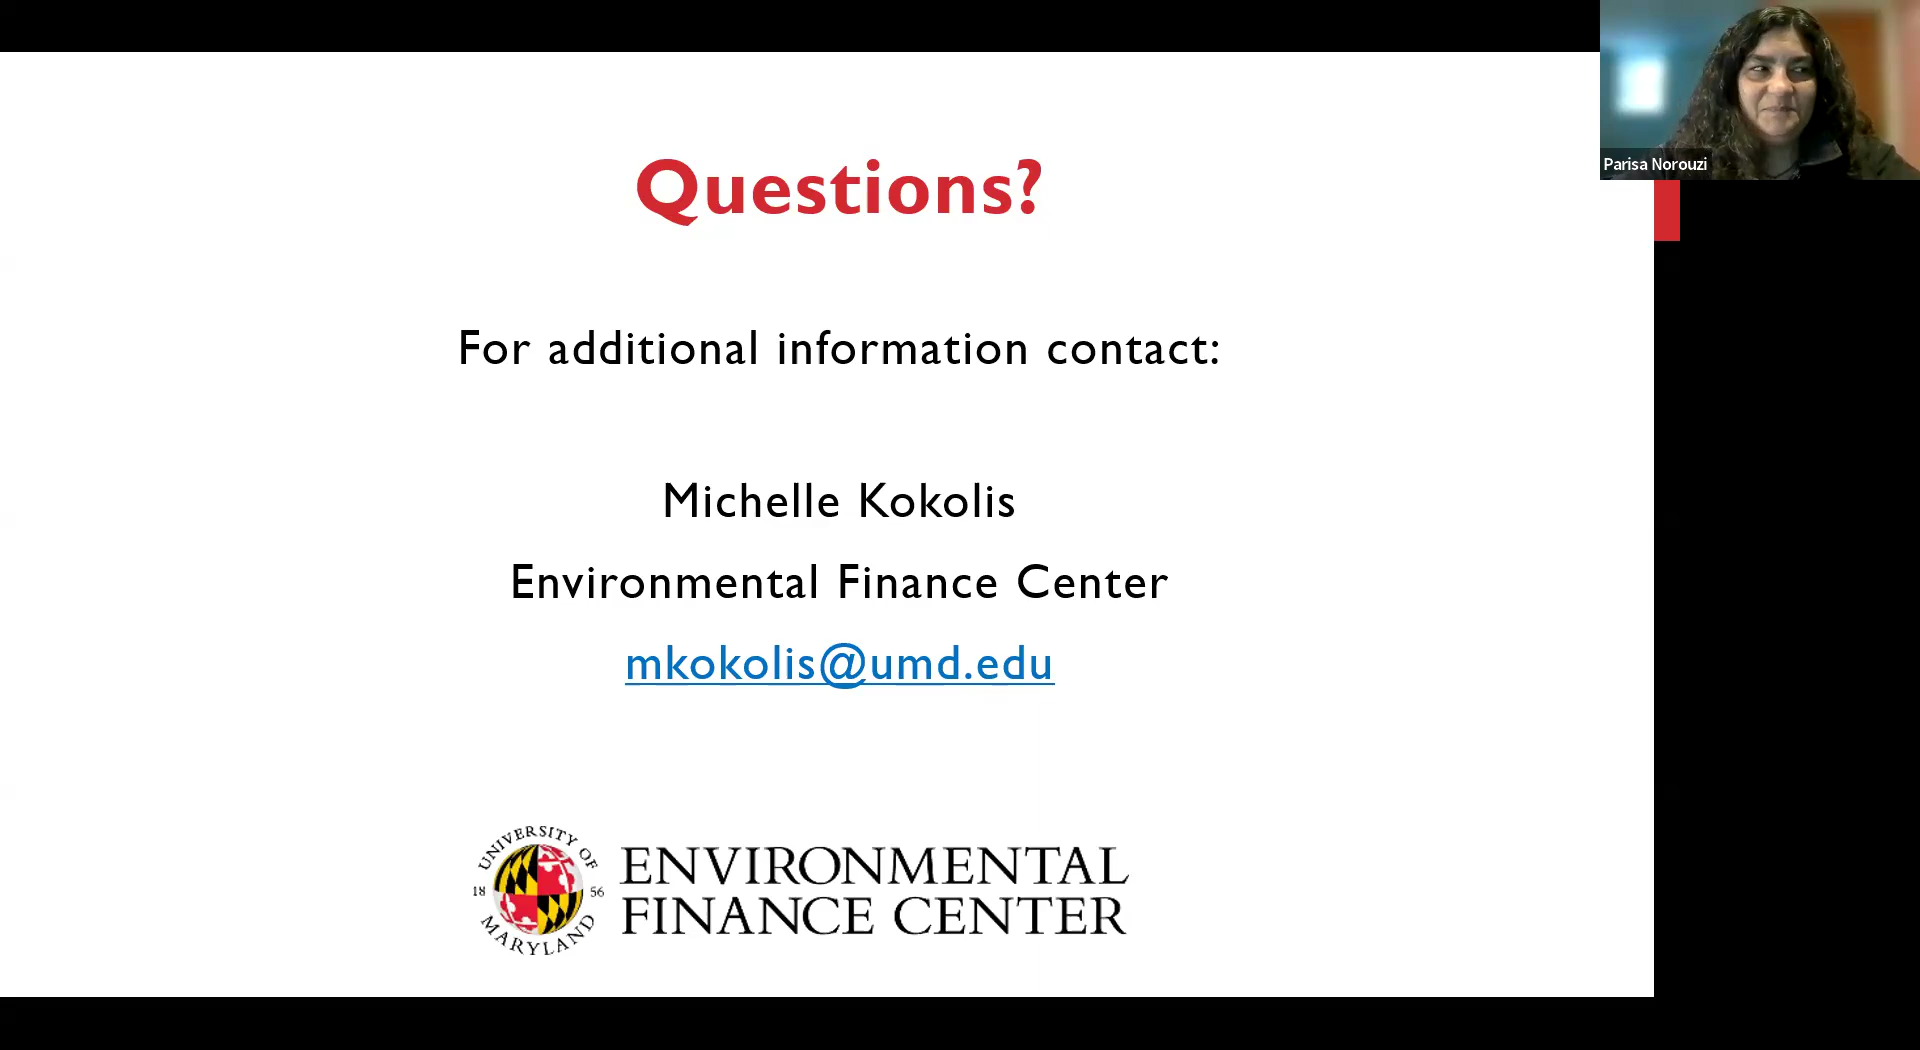 Questions?
For additional information contact:
Michelle Kokolis
Environmental Finance Center
mkokolis@umd.edu
UNIVERSITY OF
18 56
MARYLAND
ENVIRONMENTAL
FINANCE CENTER
Parisa Norouzi